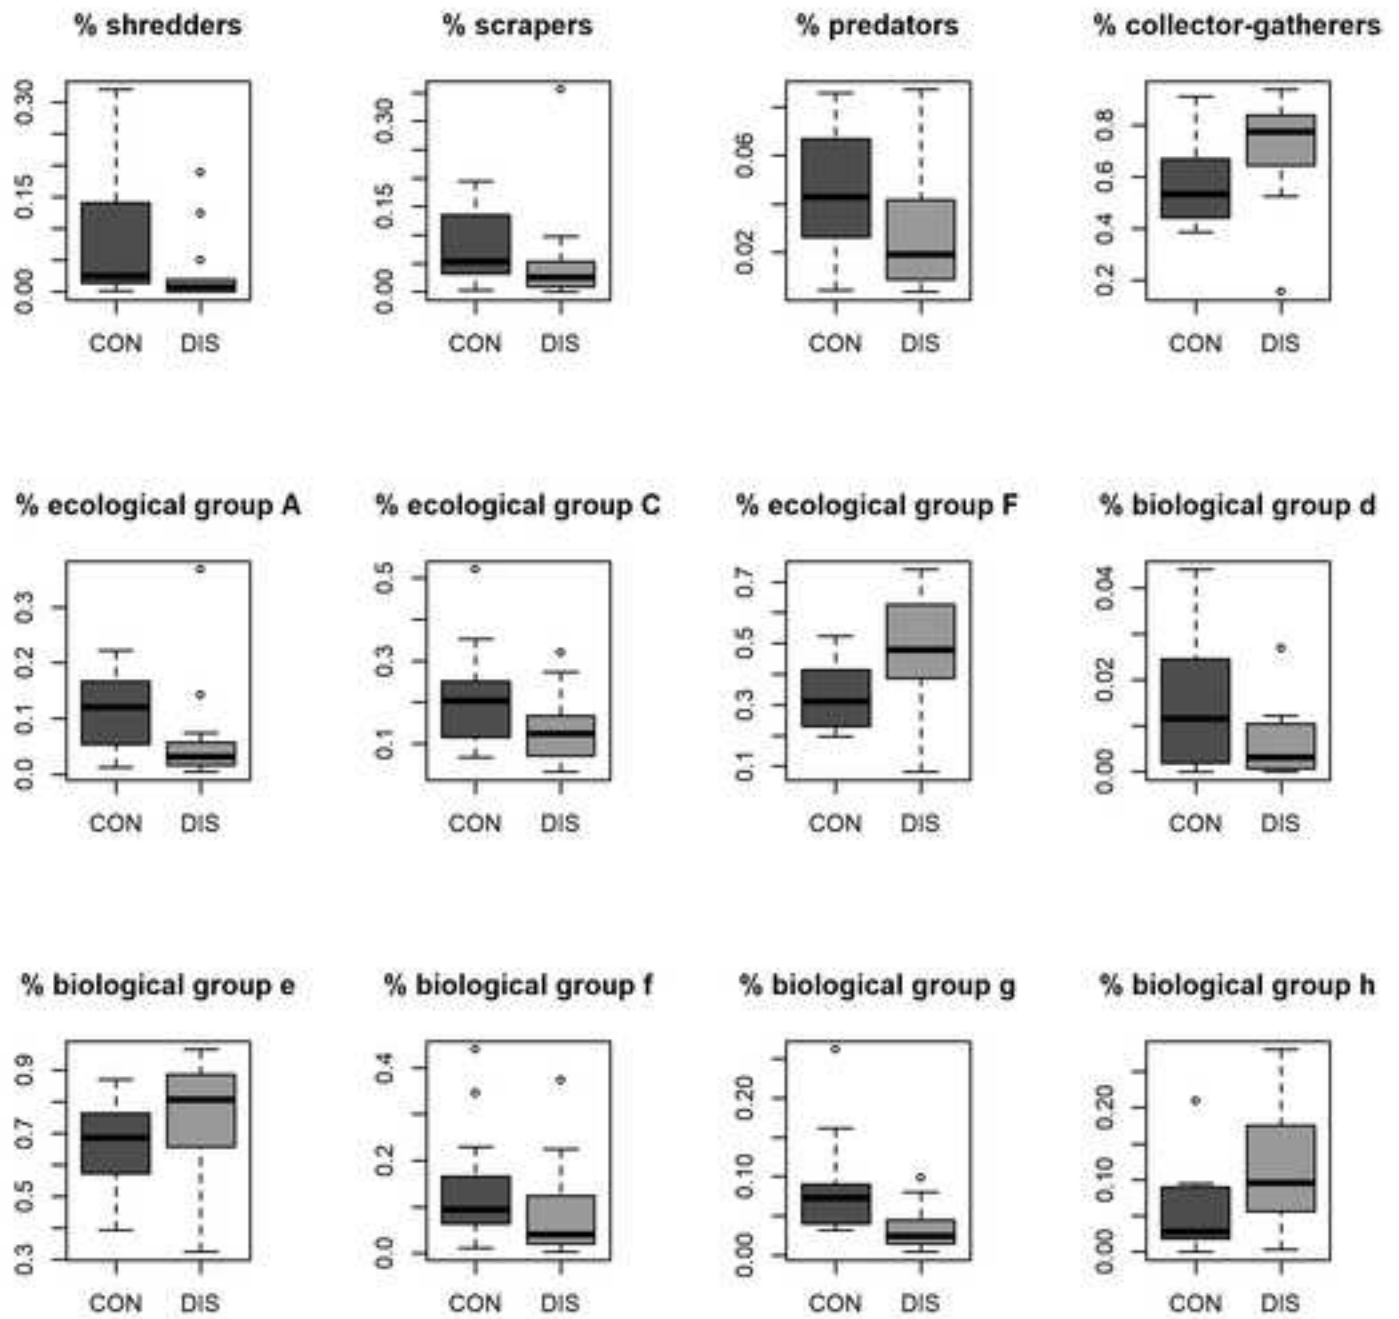 % shredders
% scrapers
% predators
% collector-gatherers
0.30
0.15
0.00
CON DIS
0.30
0.15
0.00
CON DIS
0.06
0.02
CON DIS
0.8
0.6
0.4
0.2
CON DIS
% ecological group A
% ecological group C
% ecological group F
% biological group d
0.3
0.2
0.1
0.0
CON DIS
0.5
0.3
0.1
CON DIS
0.7
0.5
0.3
0.1
CON DIS
0.04
0.02
0.00
CON DIS
% biological group e
% biological group f
% biological group g
% biological group h
0.9
0.7
0.5
0.3
CON DIS
0.4
0.2
0.0
CON DIS
0.20
0.10
0.00
CON DIS
0.20
0.10
0.00
CON DIS